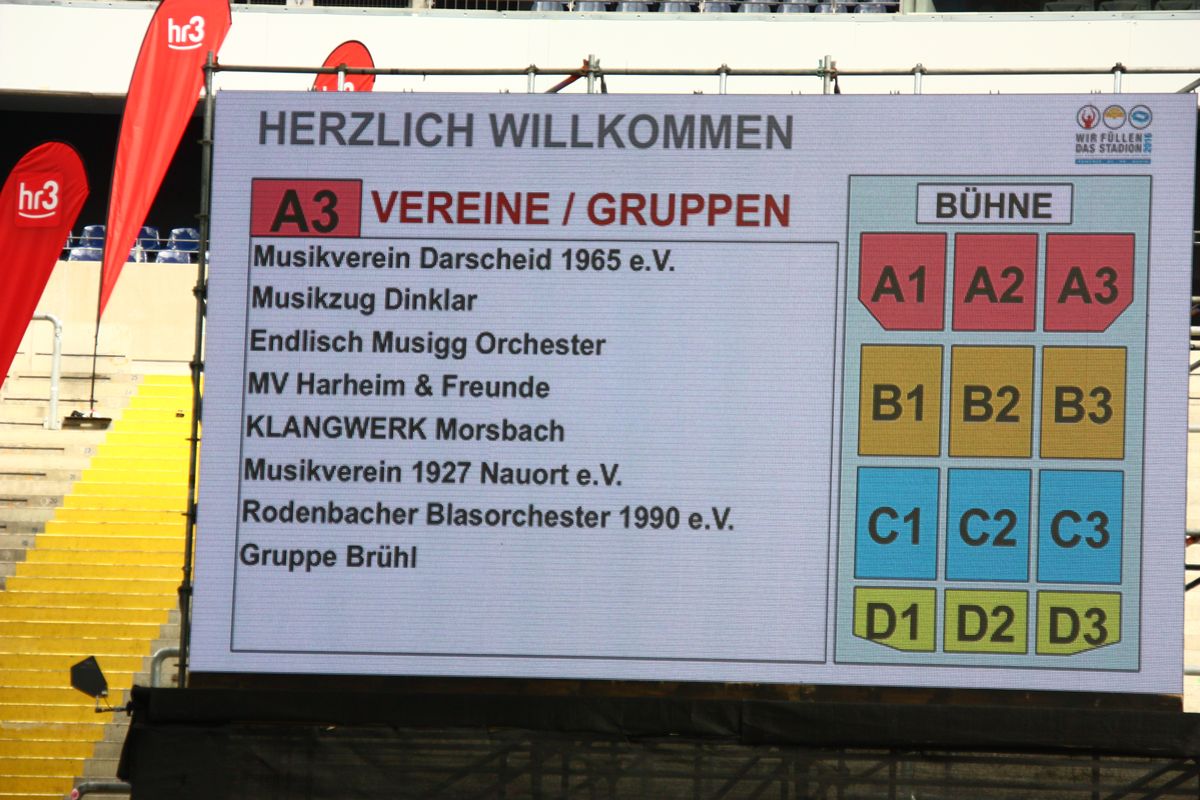 hr3
hr3
HERZLICH WILLKOMMEN
WIR FÜLLEN
DAS STADION
2016
A3 VEREINE / GRUPPEN
Musikverein Darscheid 1965 e.V.
Musikzug Dinklar
Endlisch Musigg Orchester
MV Harheim & Freunde
KLANGWERK Morsbach
Musikverein 1927 Nauort e.V.
Rodenbacher Blasorchester 1990 e.V.
Gruppe Brühl
BÜHNE
A1 A2 A3
B1 B2 B3
C1 C2 C3
D1 D2 D3